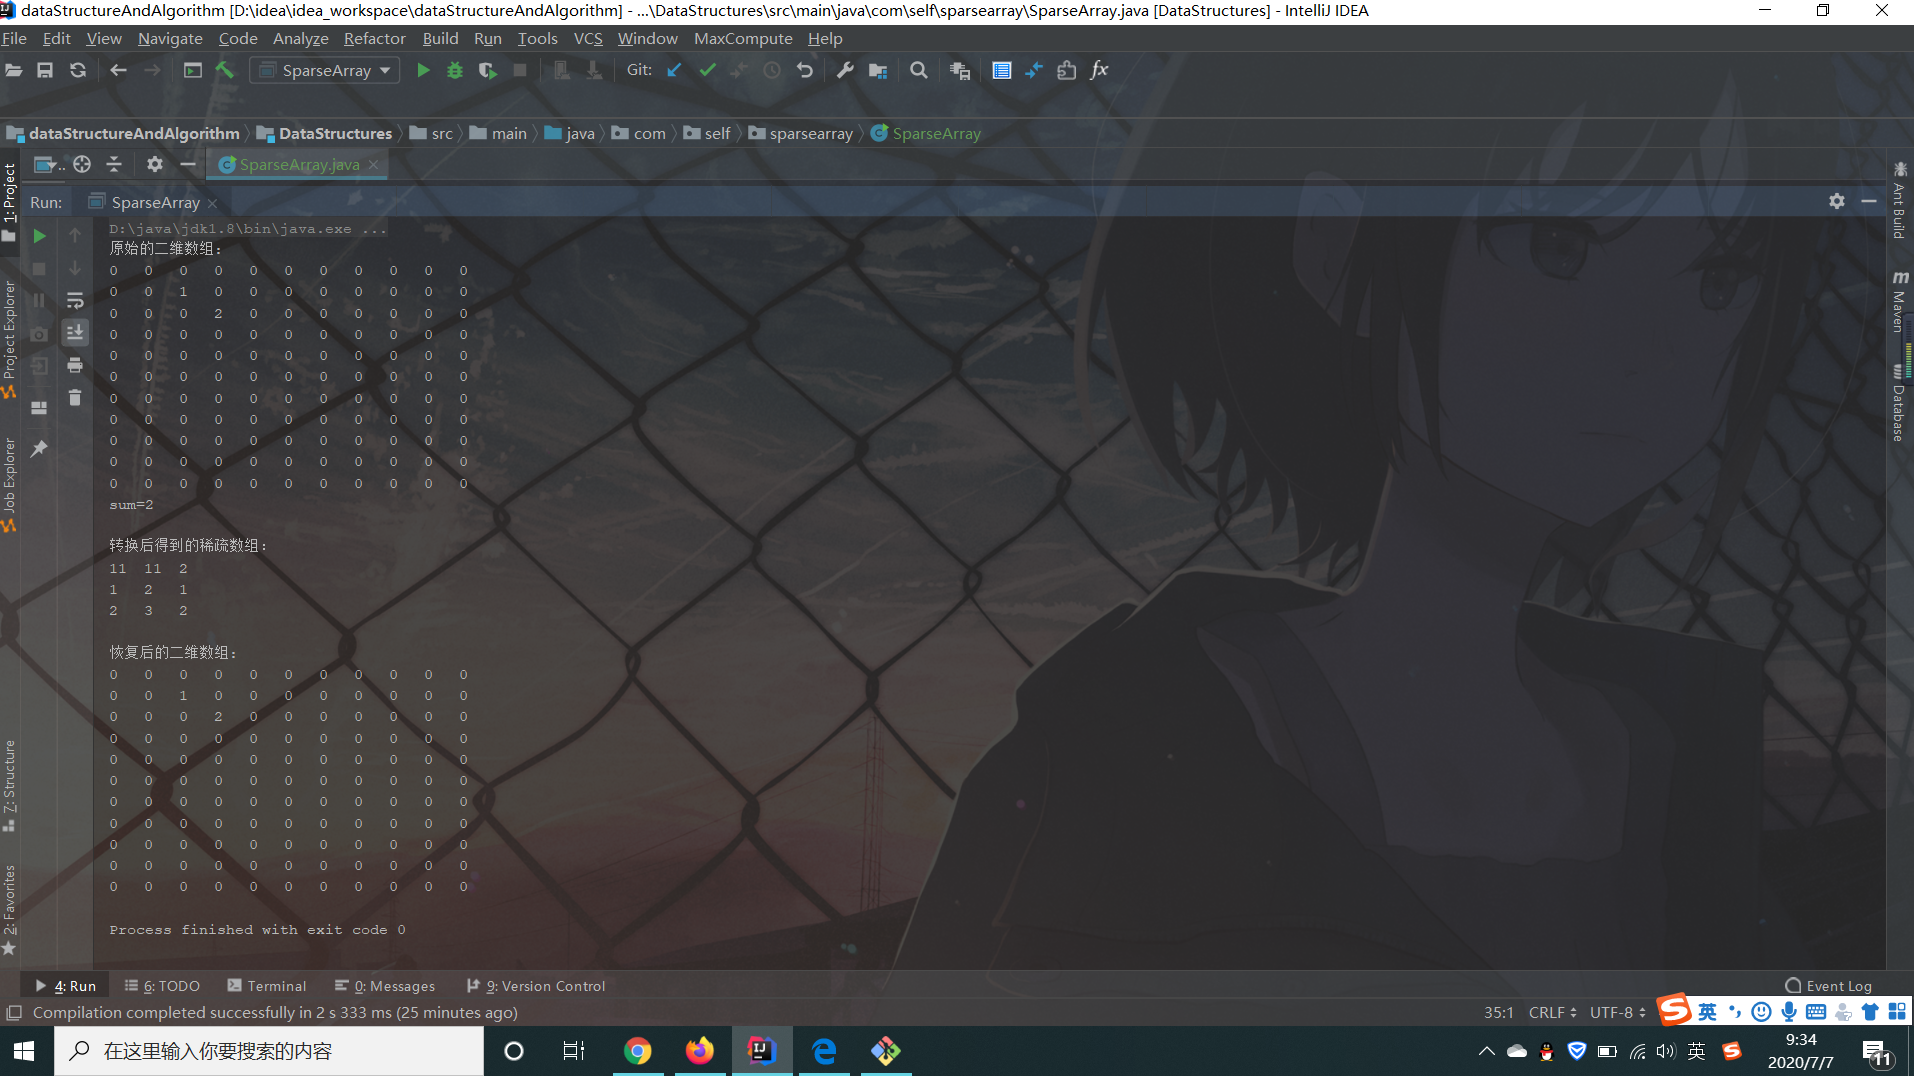 dataStructureAndAlgorithm [D:\idea\idea_workspace\dataStructureAndAlgorithm] - ...\DataStructures\src\main\java\com\self\sparsearray\SparseArray.java [DataStructures] - IntelliJ IDEA
File Edit View Navigate Code Analyze Refactor Build Run Tools VCS Window MaxCompute Help
SparseArray Git:
dataStructureAndAlgorithm DataStructures src main java com self sparsearray SparseArray
SparseArray.java
Run: SparseArray
D:\java\jdk1.8\bin\java.exe ...
原始的二维数组:
0 0 0 0 0 0 0 0 0 0 0
0 0 1 0 0 0 0 0 0 0 0
0 0 0 2 0 0 0 0 0 0 0
0 0 0 0 0 0 0 0 0 0 0
0 0 0 0 0 0 0 0 0 0 0
0 0 0 0 0 0 0 0 0 0 0
0 0 0 0 0 0 0 0 0 0 0
0 0 0 0 0 0 0 0 0 0 0
0 0 0 0 0 0 0 0 0 0 0
0 0 0 0 0 0 0 0 0 0 0
0 0 0 0 0 0 0 0 0 0 0
sum=2
转换后得到的稀疏数组:
11 11 2
1 2 1
2 3 2
恢复后的二维数组:
0 0 0 0 0 0 0 0 0 0 0
0 0 1 0 0 0 0 0 0 0 0
0 0 0 2 0 0 0 0 0 0 0
0 0 0 0 0 0 0 0 0 0 0
0 0 0 0 0 0 0 0 0 0 0
0 0 0 0 0 0 0 0 0 0 0
0 0 0 0 0 0 0 0 0 0 0
0 0 0 0 0 0 0 0 0 0 0
0 0 0 0 0 0 0 0 0 0 0
0 0 0 0 0 0 0 0 0 0 0
0 0 0 0 0 0 0 0 0 0 0
Process finished with exit code 0
1: Project
Project Explorer
Job Explorer
7: Structure
2: Favorites
Ant Build
Maven
Database
4: Run 6: TODO Terminal 0: Messages 9: Version Control Event Log
Compilation completed successfully in 2 s 333 ms (25 minutes ago) 35:1 CRLF UTF-8 英
在这里输入你要搜索的内容 英 9:34
2020/7/7 11